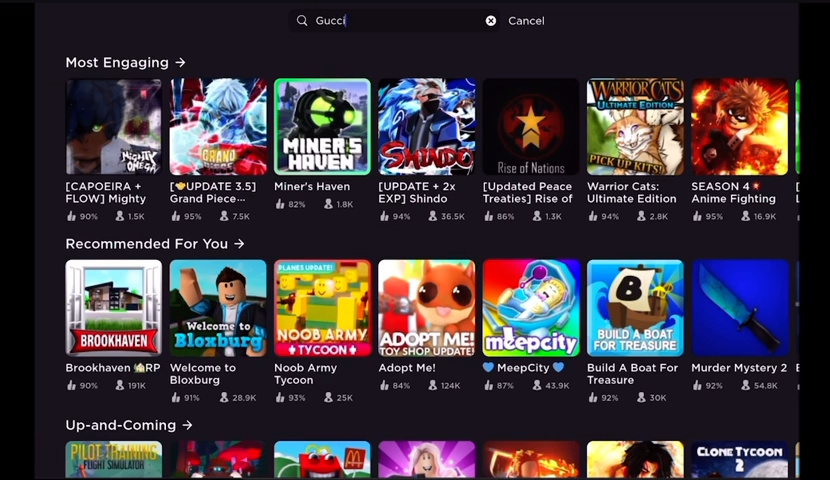 Gucci
Cancel
Most Engaging →
MIGHTY OMEGA
GRAND
MINER'S HAVEN
SHINDO
Rise of Nations
WARRIOR CATS:
ULTIMATE EDITION
PICK UP KITS!
[CAPOEIRA + FLOW] Mighty
[🤝UPDATE 3.5] Grand Piece...
Miner's Haven
[UPDATE + 2x EXP] Shindo
[Updated Peace Treaties] Rise of
Warrior Cats: Ultimate Edition
SEASON 4💥 Anime Fighting
90% 1.5K
95% 7.5K
82% 1.8K
94% 36.5K
86% 1.3K
94% 2.8K
95% 16.9K
Recommended For You →
BROOKHAVEN
Welcome to Bloxburg
PLANES UPDATE!
NOOB ARMY
TYCOON
ADOPT ME!
TOY SHOP UPDATE!
meepcity
B
BUILD A BOAT
FOR TREASURE
Brookhaven 🏡RP
Welcome to Bloxburg
Noob Army Tycoon
Adopt Me!
💙 MeepCity 💙
Build A Boat For Treasure
Murder Mystery 2
90% 191K
91% 28.9K
93% 25K
84% 124K
87% 43.9K
92% 30K
92% 54.8K
Up-and-Coming →
PILOT TRAINING
FLIGHT SIMULATOR
CLONE TYCOON
2